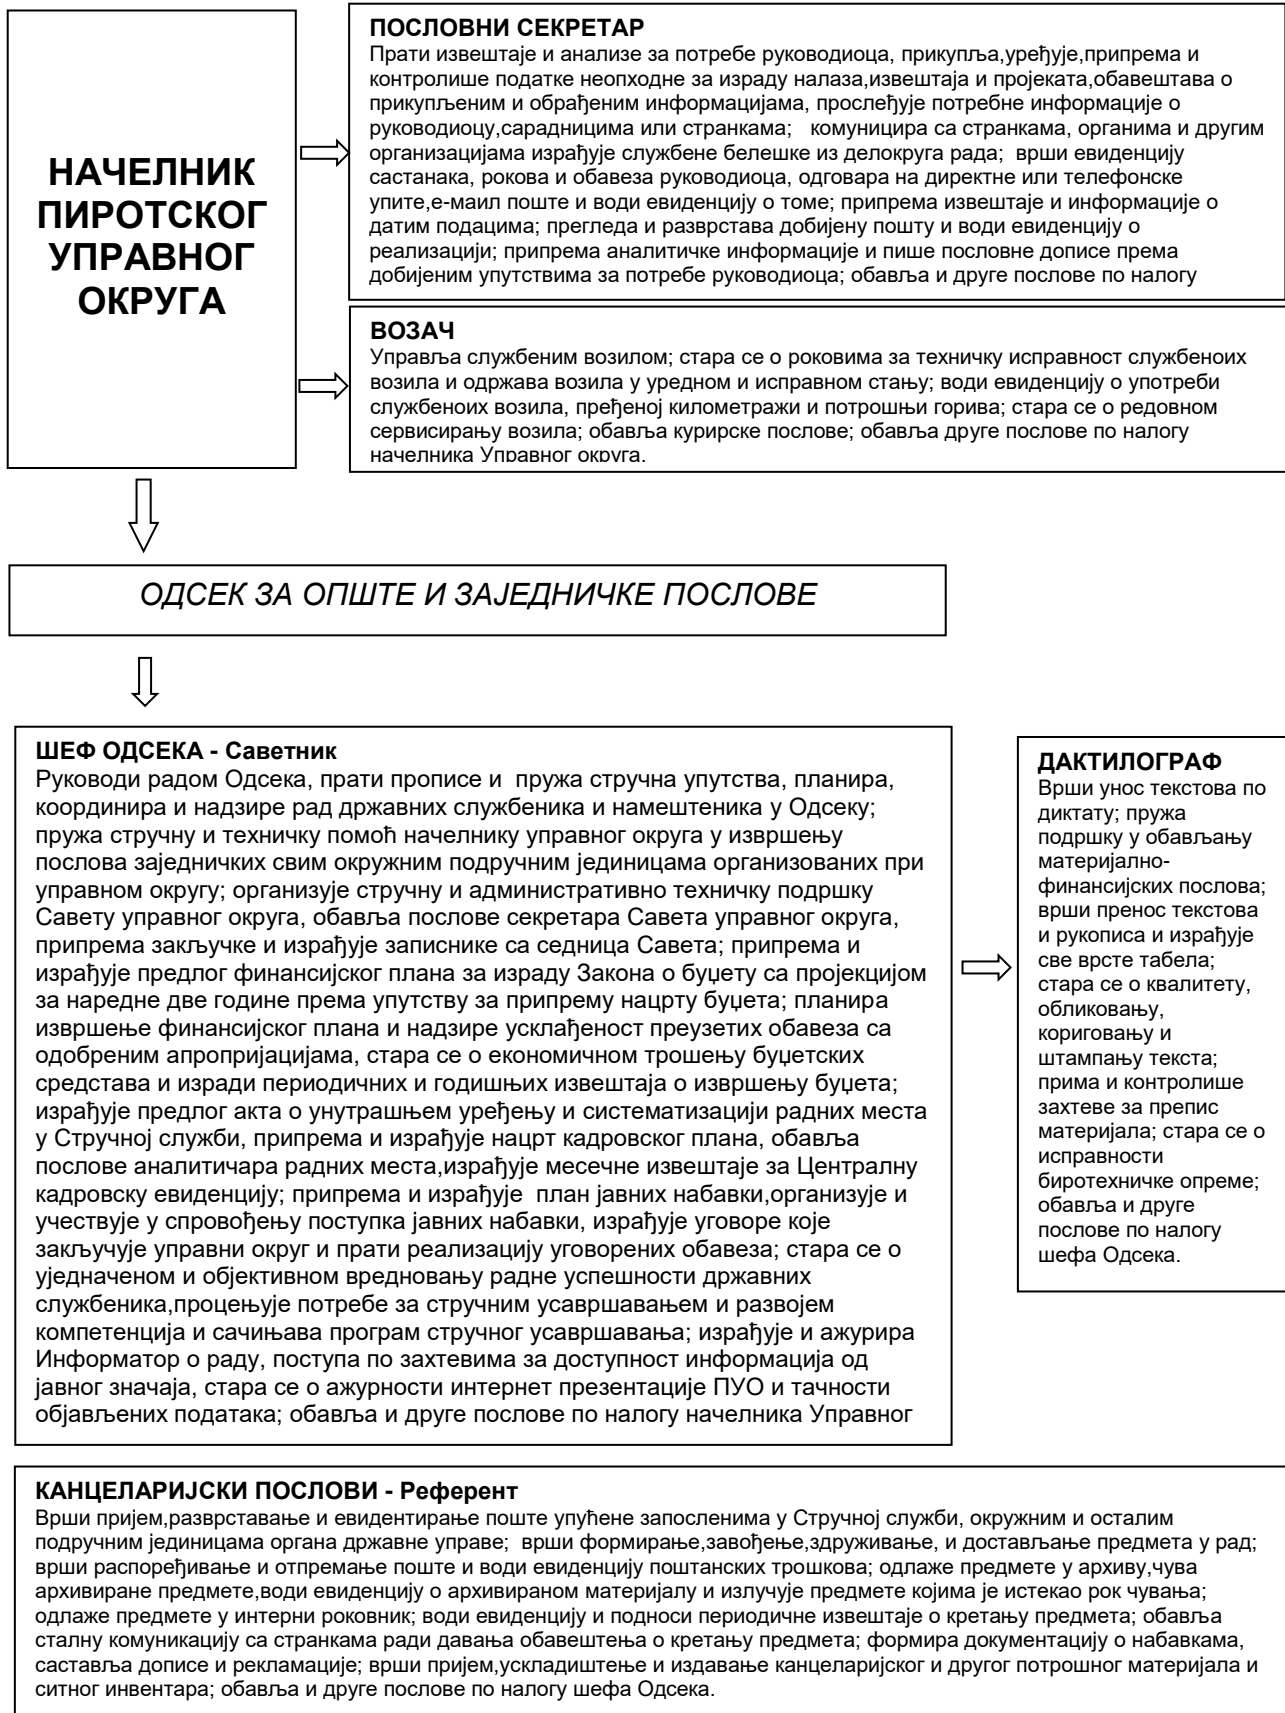 НАЧЕЛНИК
ПИРОТСКОГ
УПРАВНОГ
ОКРУГА
ПОСЛОВНИ СЕКРЕТАР
Прати извештаје и анализе за потребе руководиоца, прикупља,уређује,припрема и
контролише податке неопходне за израду налаза,извештаја и пројеката,обавештава о
прикупљеним и обрађеним информацијама, прослеђује потребне информације о
руководиоцу,сарадницима или странкама;   комуницира са странкама, органима и другим
организацијама израђује службене белешке из делокруга рада;  врши евиденцију
састанака, рокова и обавеза руководиоца, одговара на директне или телефонске
упите,е-маил поште и води евиденцију о томе; припрема извештаје и информације о
датим подацима; прегледа и разврстава добијену пошту и води евиденцију о
реализацији; припрема аналитичке информације и пише пословне дописе према
добијеним упутствима за потребе руководиоца; обавља и друге послове по налогу
ВОЗАЧ
Управља службеним возилом; стара се о роковима за техничку исправност службеноих
возила и одржава возила у уредном и исправном стању; води евиденцију о употреби
службеноих возила, пређеној километражи и потрошњи горива; стара се о редовном
сервисирању возила; обавља курирске послове; обавља друге послове по налогу
начелника Управног округа.
ОДСЕК ЗА ОПШТЕ И ЗАЈЕДНИЧКЕ ПОСЛОВЕ
ШЕФ ОДСЕКА - Саветник
Руководи радом Одсека, прати прописе и  пружа стручна упутства, планира,
координира и надзире рад државних службеника и намештеника у Одсеку;
пружа стручну и техничку помоћ начелнику управног округа у извршењу
послова заједничких свим окружним подручним јединицама организованих при
управном округу; организује стручну и административно техничку подршку
Савету управног округа, обавља послове секретара Савета управног округа,
припрема закључке и израђује записнике са седница Савета; припрема и
израђује предлог финансијског плана за израду Закона о буџету са пројекцијом
за наредне две године према упутству за припрему нацрту буџета; планира
извршење финансијског плана и надзире усклађеност преузетих обавеза са
одобреним апропријацијама, стара се о економичном трошењу буџетских
средстава и изради периодичних и годишњих извештаја о извршењу буџета;
израђује предлог акта о унутрашњем уређењу и систематизацији радних места
у Стручној служби, припрема и израђује нацрт кадровског плана, обавља
послове аналитичара радних места,израђује месечне извештаје за Централну
кадровску евиденцију; припрема и израђује  план јавних набавки,организује и
учествује у спровођењу поступка јавних набавки, израђује уговоре које
закључује управни округ и прати реализацију уговорених обавеза; стара се о
уједначеном и објективном вредновању радне успешности државних
службеника,процењује потребе за стручним усавршавањем и развојем
компетенција и сачињава програм стручног усавршавања; израђује и ажурира
Информатор о раду, поступа по захтевима за доступност информација од
јавног значаја, стара се о ажурности интернет презентације ПУО и тачности
објављених података; обавља и друге послове по налогу начелника Управног
ДАКТИЛОГРАФ
Врши унос текстова по
диктату; пружа
подршку у обављању
материјално-
финансијских послова;
врши пренос текстова
и рукописа и израђује
све врсте табела;
стара се о квалитету,
обликовању,
кориговању и
штампању текста;
прима и контролише
захтеве за препис
материјала; стара се о
исправности
биротехничке опреме;
обавља и друге
послове по налогу
шефа Одсека.
КАНЦЕЛАРИЈСКИ ПОСЛОВИ - Референт
Врши пријем,разврставање и евидентирање поште упућене запосленима у Стручној служби, окружним и осталим
подручним јединицама органа државне управе;  врши формирање,завођење,здруживање, и достављање предмета у рад;
врши распоређивање и отпремање поште и води евиденцију поштанских трошкова; одлаже предмете у архиву,чува
архивиране предмете,води евиденцију о архивираном материјалу и излучује предмете којима је истекао рок чувања;
одлаже предмете у интерни роковник; води евиденцију и подноси периодичне извештаје о кретању предмета; обавља
сталну комуникацију са странкама ради давања обавештења о кретању предмета; формира документацију о набавкама,
саставља дописе и рекламације; врши пријем,ускладиштење и издавање канцеларијског и другог потрошног материјала и
ситног инвентара; обавља и друге послове по налогу шефа Одсека.